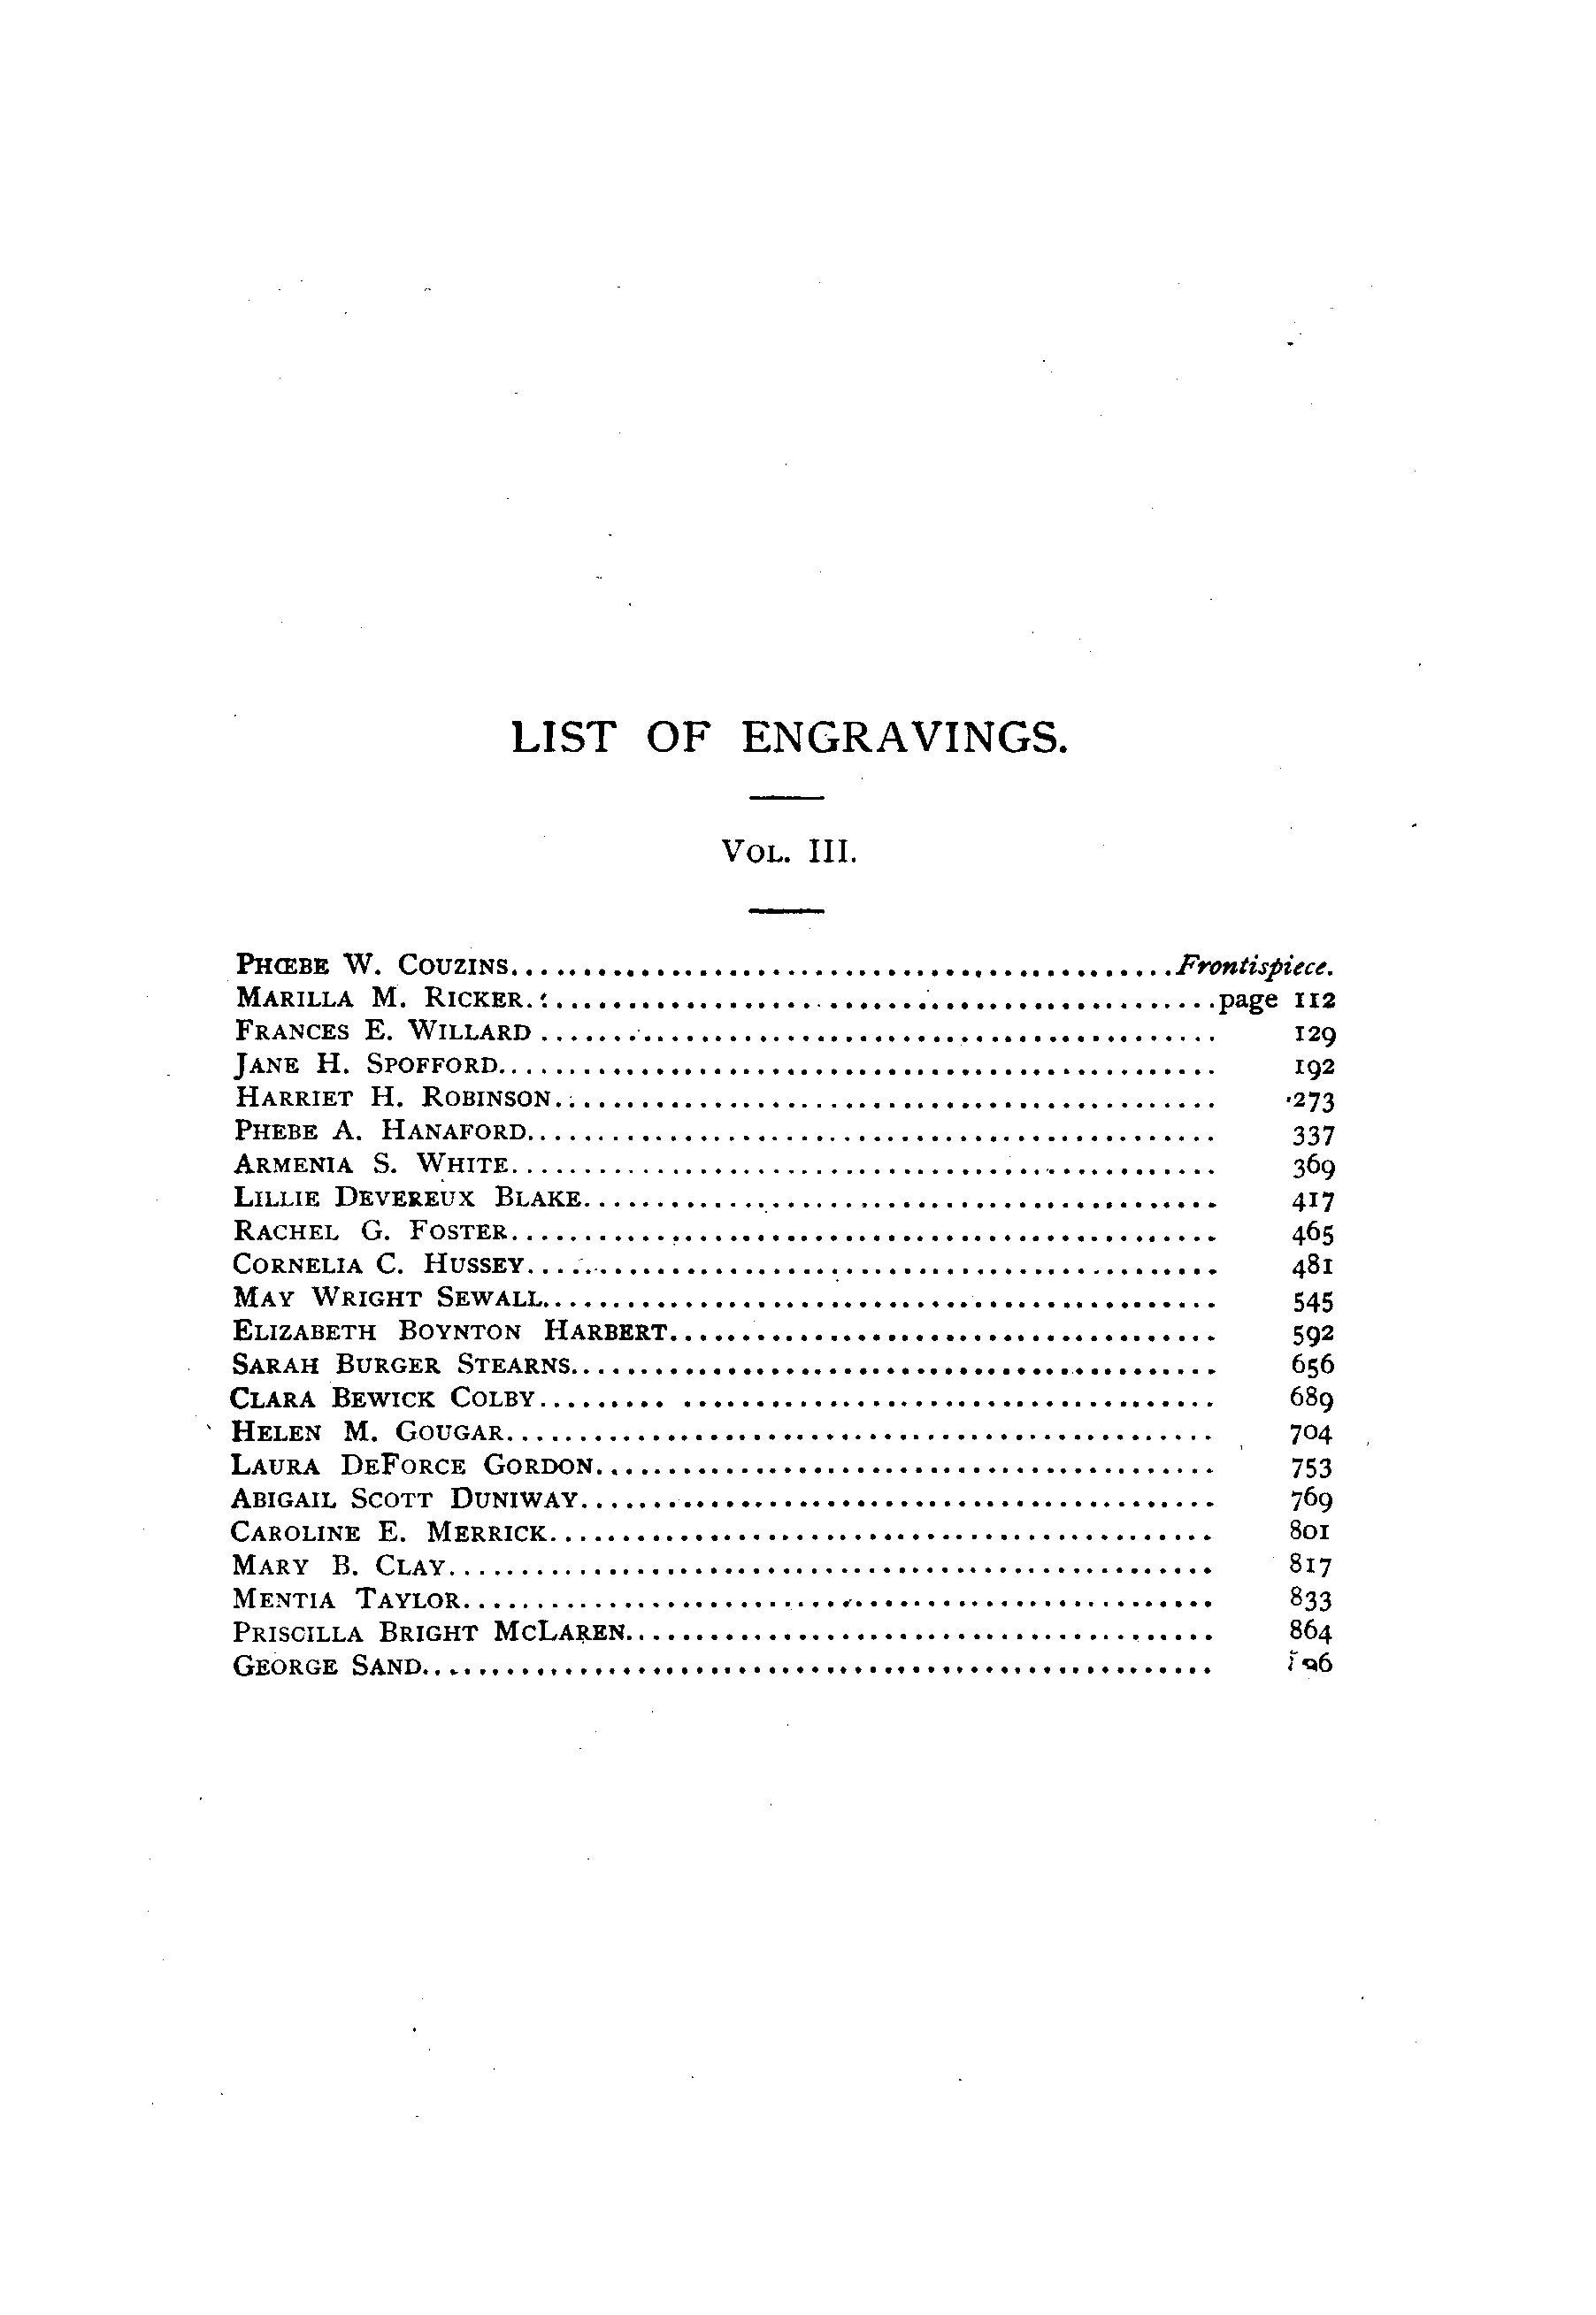 LIST OF ENGRAVINGS.
VOL. III.
PHŒBE W. COUZINS................................................Frontispiece.
MARILLA M. RICKER................................................page 112
FRANCES E. WILLARD ................................................ 129
JANE H. SPOFFORD................................................ 192
HARRIET H. ROBINSON................................................ 273
PHEBE A. HANAFORD................................................ 337
ARMENIA S. WHITE................................................ 369
LILLIE DEVEREUX BLAKE................................................ 417
RACHEL G. FOSTER................................................ 465
CORNELIA C. HUSSEY................................................ 481
MAY WRIGHT SEWALL................................................ 545
ELIZABETH BOYNTON HARBERT................................................ 592
SARAH BURGER STEARNS................................................ 656
CLARA BEWICK COLBY................................................ 689
HELEN M. GOUGAR................................................ 704
LAURA DEFORCE GORDON................................................ 753
ABIGAIL SCOTT DUNIWAY................................................ 769
CAROLINE E. MERRICK................................................ 801
MARY B. CLAY................................................ 817
MENTIA TAYLOR................................................ 833
PRISCILLA BRIGHT MCLAREN................................................ 864
GEORGE SAND................................................